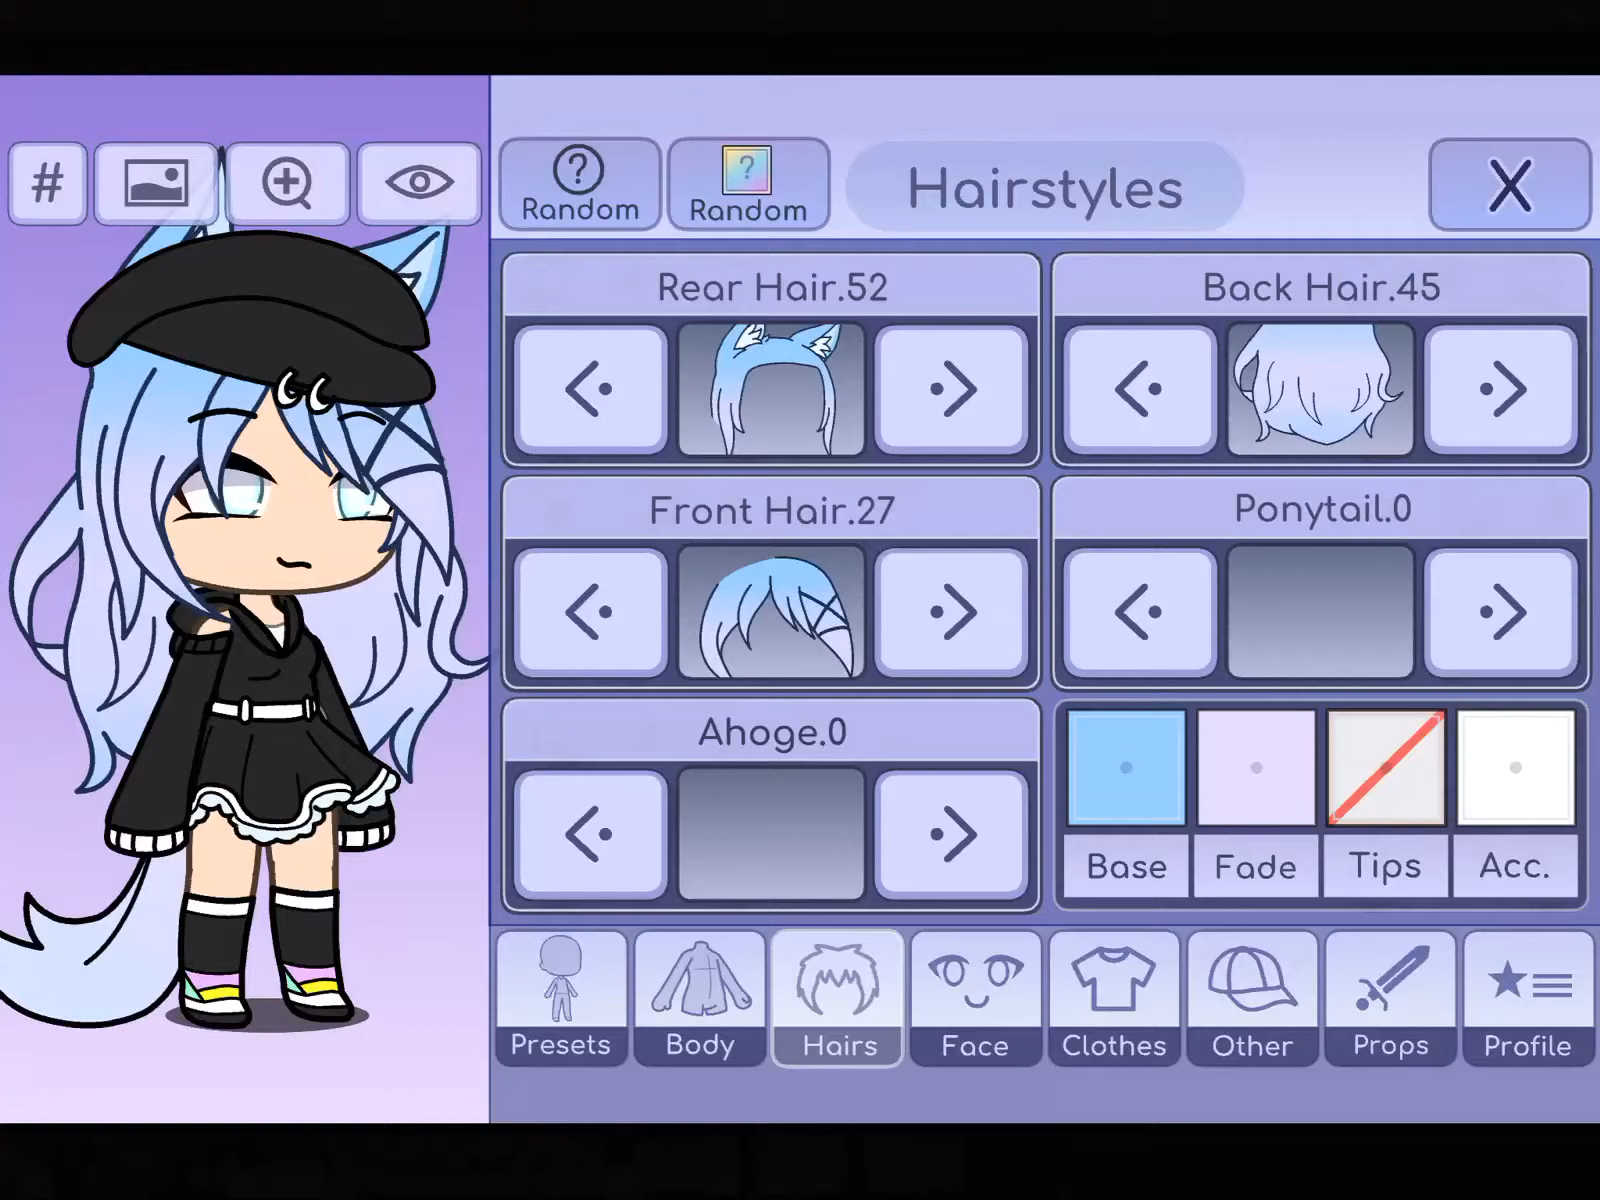 #
? Random
? Random
Hairstyles
X
Rear Hair.52
Back Hair.45
Front Hair.27
Ponytail.0
Ahoge.0
Base
Fade
Tips
Acc.
Presets
Body
Hairs
Face
Clothes
Other
Props
Profile